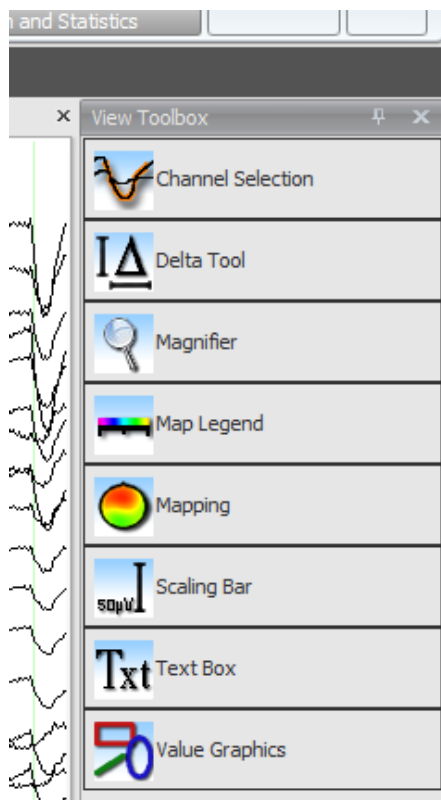 and Statistics
View Toolbox
Channel Selection
Delta Tool
Magnifier
Map Legend
Mapping
50µV
Scaling Bar
Txt
Text Box
Value Graphics